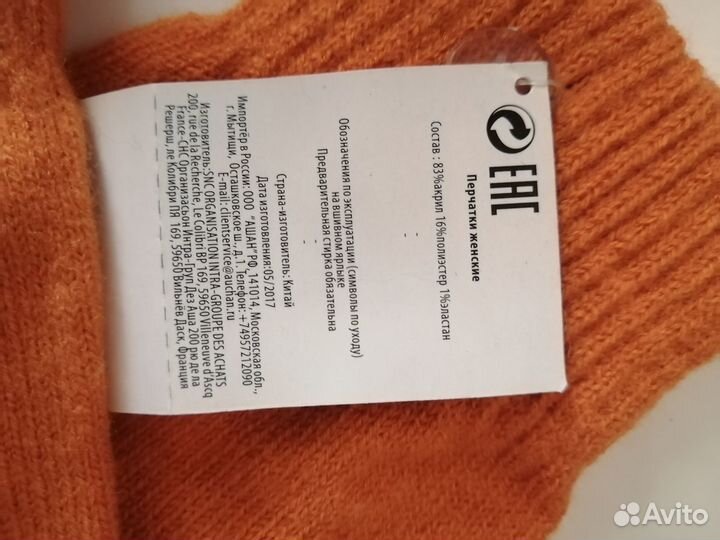 EAC
Перчатки женские
Состав : 83%акрил 16%полиэстер 1%эластан
Обозначения по эксплуатации (символы по уходу)
на вшивном ярлыке
Предварительная стирка обязательна
Страна-изготовитель: Китай
Дата изготовления:05/2017
Импортёр в России: ООО "АШАН" РФ, 141014, Московская обл.,
г. Мытищи, Осташковское ш., д.1. Телефон:+74957212090
E-mail: clientservice@auchan.ru
Изготовитель:SNC ORGANISATION INTRA-GROUPE DES ACHATS
200, rue de la Recherche, Le Colibri BP 169, 59650 Villeneuve d'Ascq
France-СНС Организасьон Интра-Груп Дез Аша 200 рю де ла
Решерш, ле Колибри ПЯ 169, 59650 Вильнёв Даск, Франция
Avito